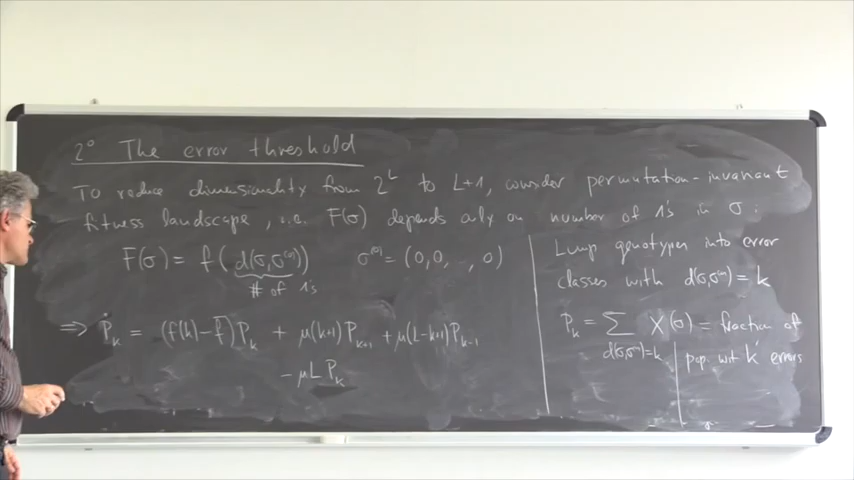 2° The error threshold
To reduce dimensionality from 2^L to L+1, consider permutation-invariant
fitness landscape, i.e. F(σ) depends only on number of 1's in σ:
F(σ) = f(d(σ,σ^(0))) σ^(0) = (0,0,..,0)
# of 1's
⇒ Ṗ_k = (f(k) - f̄)P_k + μ(k+1)P_{k+1} + μ(L-k+1)P_{k-1}
- μL P_k
Lump genotypes into error
classes with d(σ,σ^(0)) = k
P_k = ∑ X(σ) = fraction of
d(σ,σ^(0))=k pop. with k errors